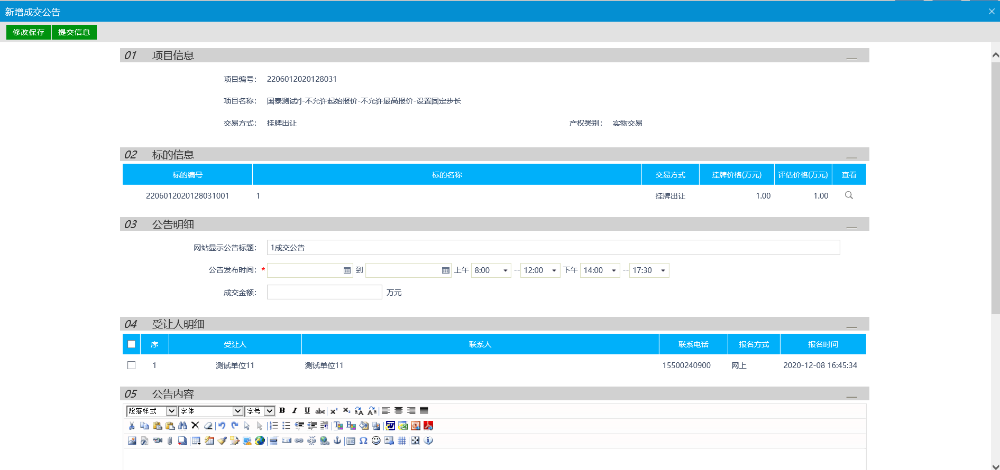 新增成交公告
修改保存 提交信息
01 项目信息
项目编号： 2206012020128031
项目名称： 国泰测试rj-不允许起始报价-不允许最高报价-设置固定步长
交易方式： 挂牌出让 产权类别： 实物交易
02 标的信息
标的编号 标的名称 交易方式 挂牌价格(万元) 评估价格(万元) 查看
2206012020128031001 1 挂牌出让 1.00 1.00
03 公告明细
网站显示公告标题： 1成交公告
公告发布时间： * 到 上午 8:00 -- 12:00 下午 14:00 -- 17:30
成交金额： 万元
04 受让人明细
序 受让人 联系人 联系电话 报名方式 报名时间
1 测试单位11 测试单位11 15500240900 网上 2020-12-08 16:45:34
05 公告内容
段落样式 字体 字号